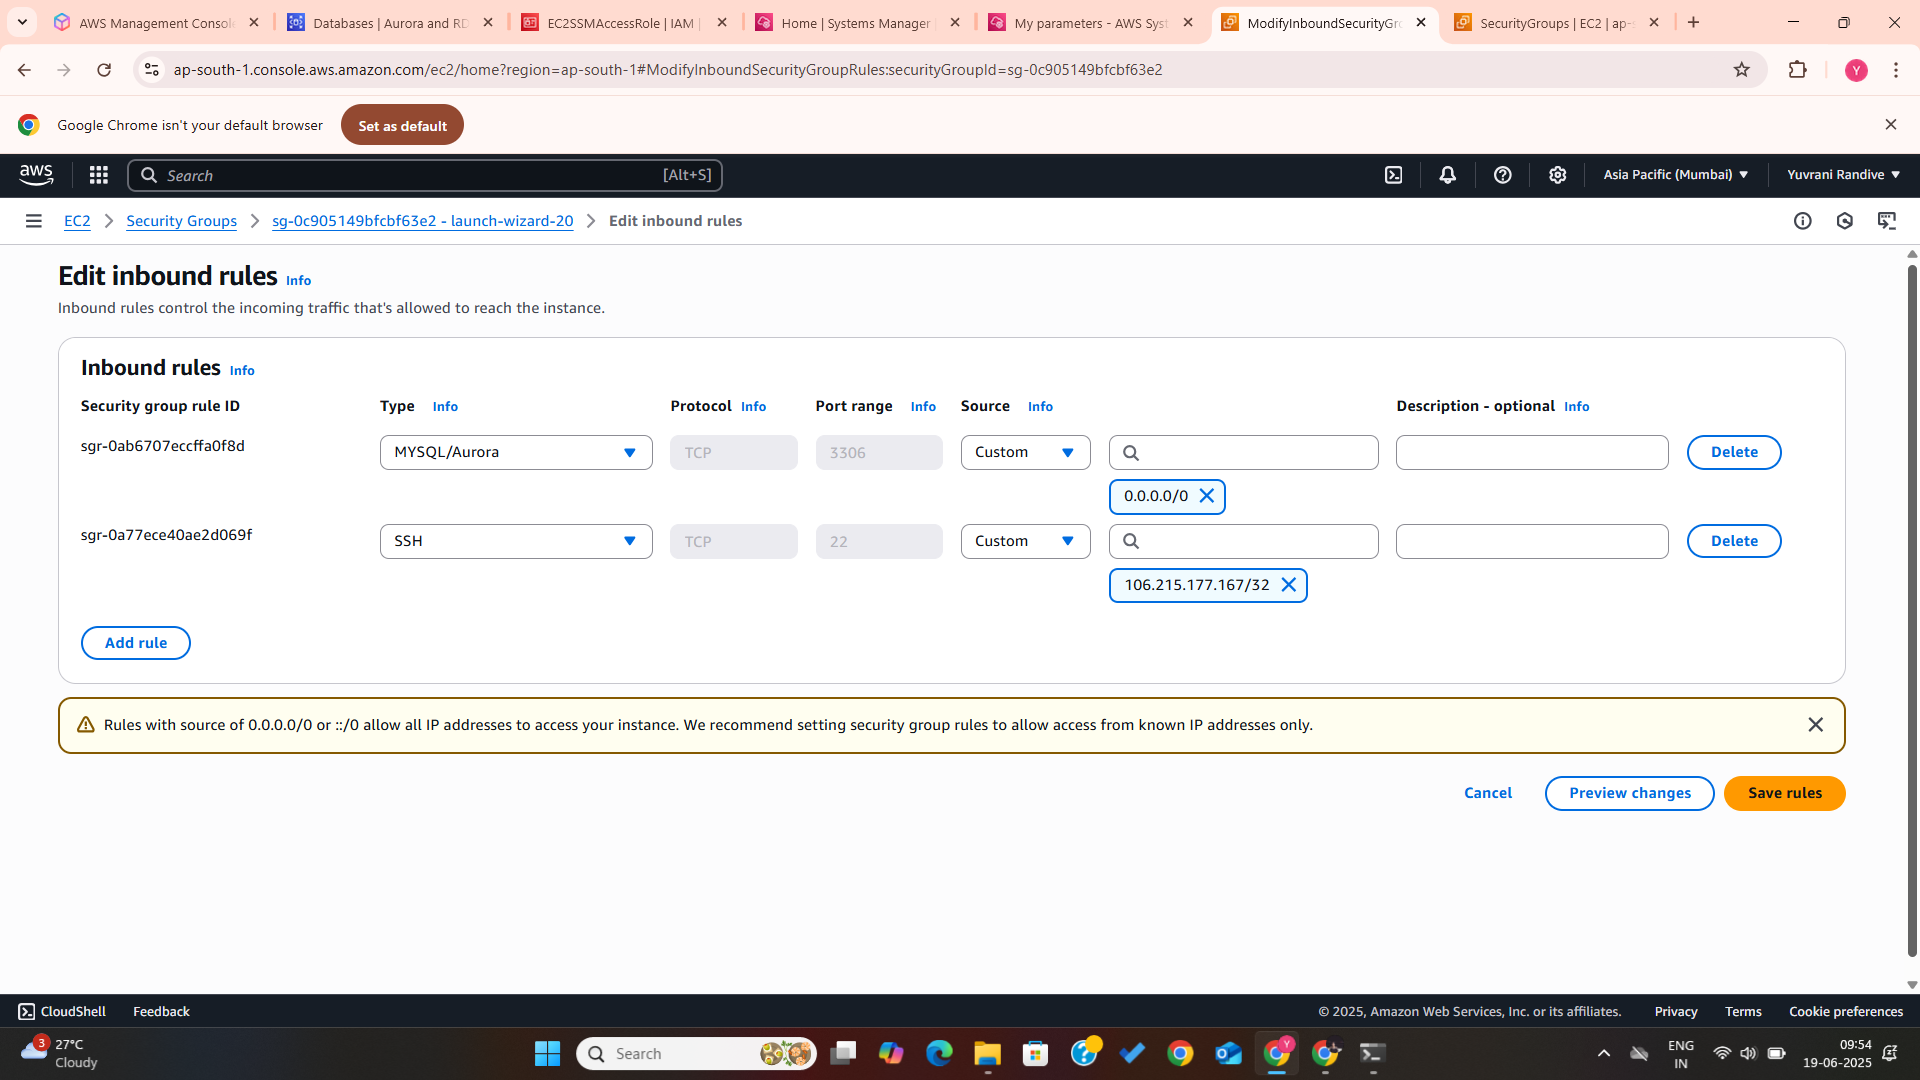 AWS Management Consol
Databases | Aurora and RD
EC2SSMAccessRole | IAM |
Home | Systems Manager
My parameters - AWS Syst
ModifyInboundSecurityGr
SecurityGroups | EC2 | ap-s
ap-south-1.console.aws.amazon.com/ec2/home?region=ap-south-1#ModifyInboundSecurityGroupRules:securityGroupId=sg-0c905149bfcbf63e2
Y
Google Chrome isn't your default browser
Set as default
aws
Search
[Alt+S]
Asia Pacific (Mumbai)
Yuvrani Randive
EC2
Security Groups
sg-0c905149bfcbf63e2 - launch-wizard-20
Edit inbound rules
Edit inbound rules Info
Inbound rules control the incoming traffic that's allowed to reach the instance.
Inbound rules Info
Security group rule ID
Type Info
Protocol Info
Port range Info
Source Info
Description - optional Info
sgr-0ab6707eccffa0f8d
MYSQL/Aurora
TCP
3306
Custom
Delete
0.0.0.0/0
sgr-0a77ece40ae2d069f
SSH
TCP
22
Custom
Delete
106.215.177.167/32
Add rule
Rules with source of 0.0.0.0/0 or ::/0 allow all IP addresses to access your instance. We recommend setting security group rules to allow access from known IP addresses only.
Cancel
Preview changes
Save rules
CloudShell
Feedback
© 2025, Amazon Web Services, Inc. or its affiliates.
Privacy
Terms
Cookie preferences
3
27°C
Cloudy
Search
Y
ENG
IN
09:54
19-06-2025